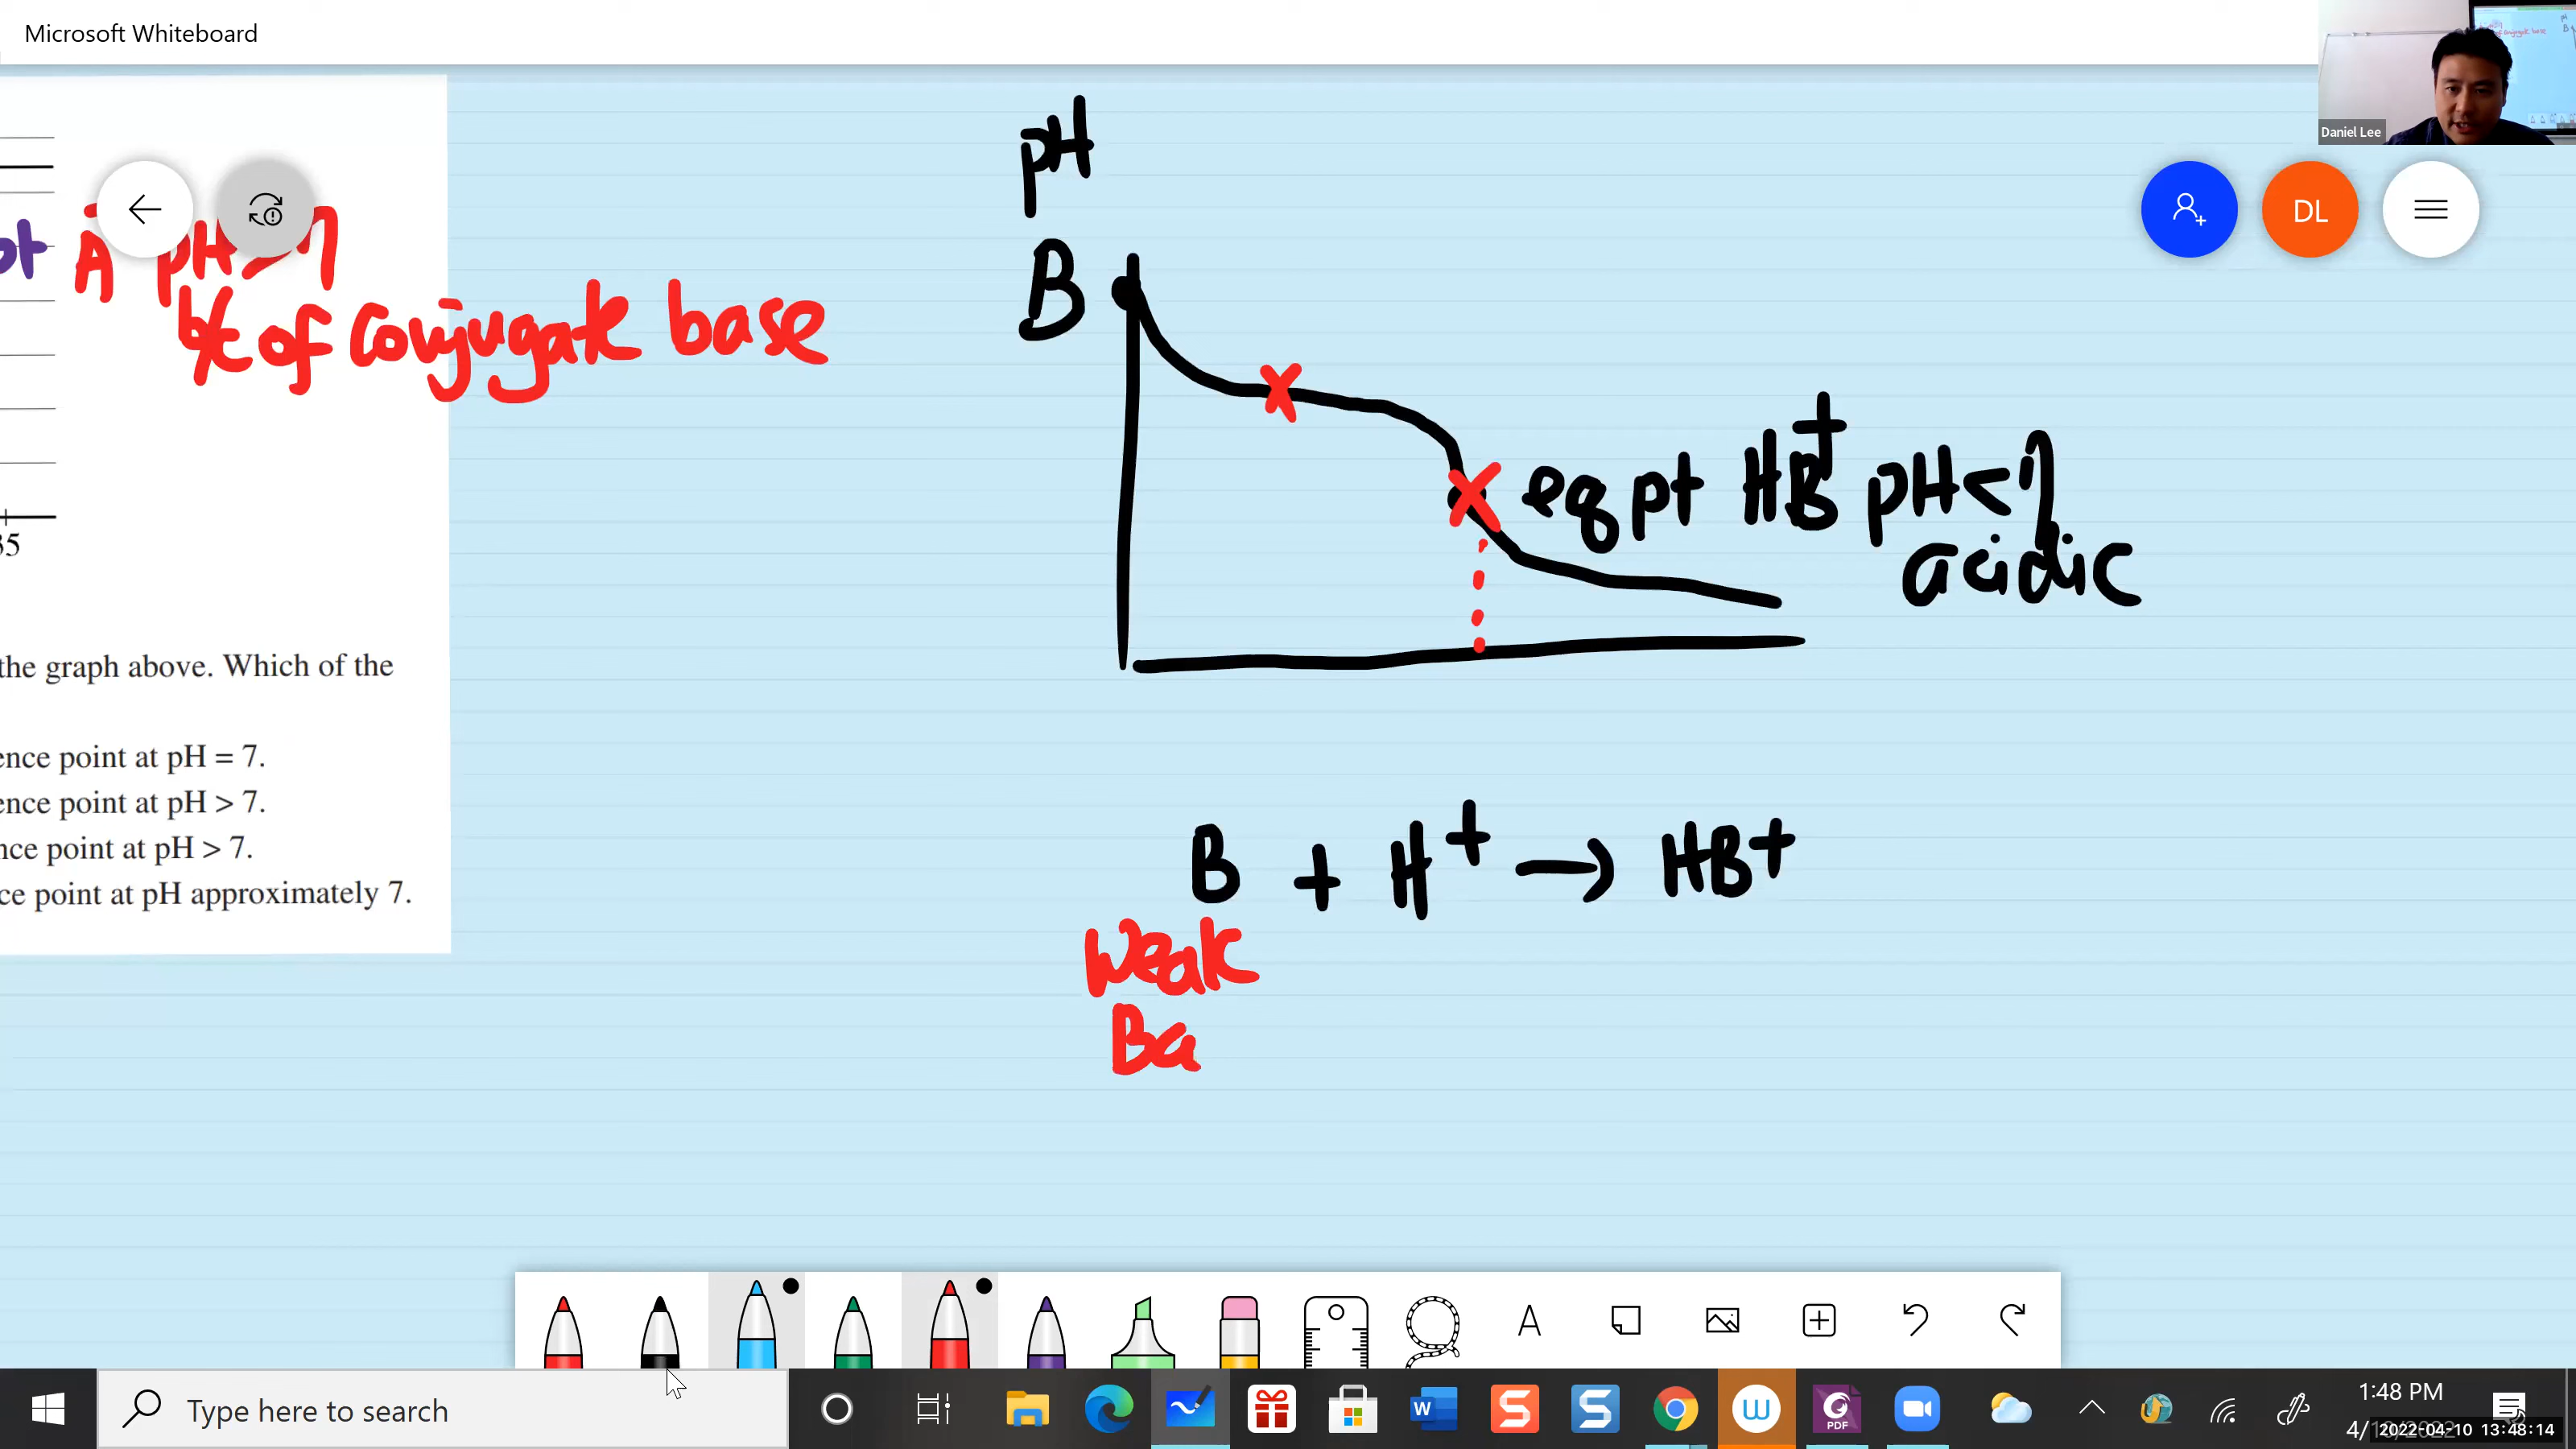 Microsoft Whiteboard
Daniel Lee
DL
pH
B
pt A⁻ pH > 7
b/c of conjugate base
eq pt HB⁺ pH < 7
acidic
35
the graph above. Which of the
ence point at pH = 7.
ence point at pH > 7.
nce point at pH > 7.
ce point at pH approximately 7.
B + H⁺ → HB⁺
Weak
Ba
Type here to search
1:48 PM
2022-04-10 13:48:14